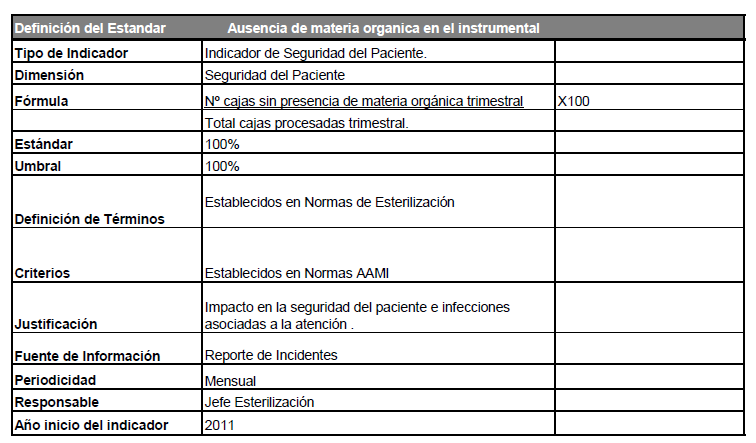 Definición del Estandar Ausencia de materia organica en el instrumental
Tipo de Indicador Indicador de Seguridad del Paciente.
Dimensión Seguridad del Paciente
Fórmula Nº cajas sin presencia de materia orgánica trimestral X100
Total cajas procesadas trimestral.
Estándar 100%
Umbral 100%
Establecidos en Normas de Esterilización
Definición de Términos
Criterios Establecidos en Normas AAMI
Impacto en la seguridad del paciente e infecciones
Justificación asociadas a la atención .
Fuente de Información Reporte de Incidentes
Periodicidad Mensual
Responsable Jefe Esterilización
Año inicio del indicador 2011